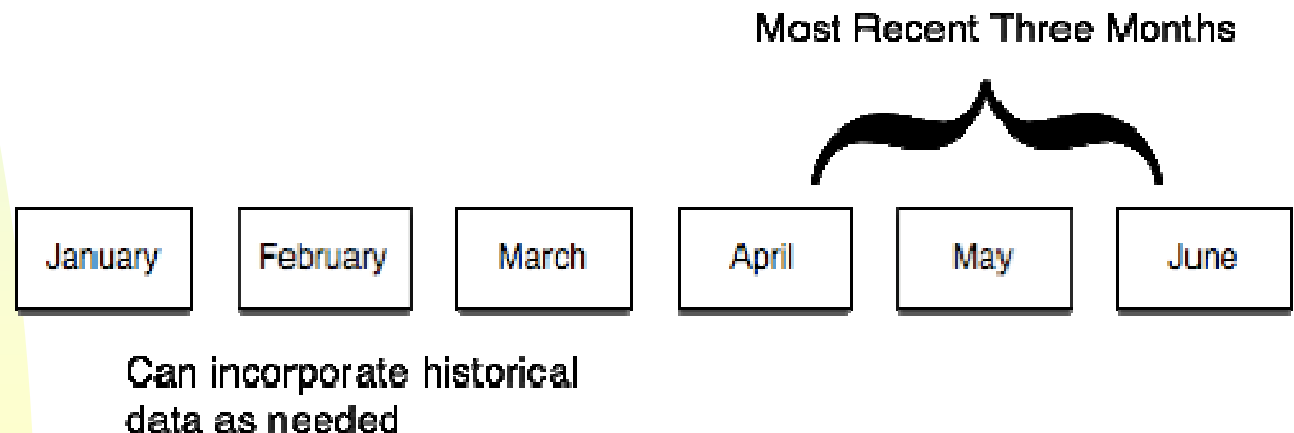 Most Recent Three Months
January February March April May June
Can incorporate historical
data as needed